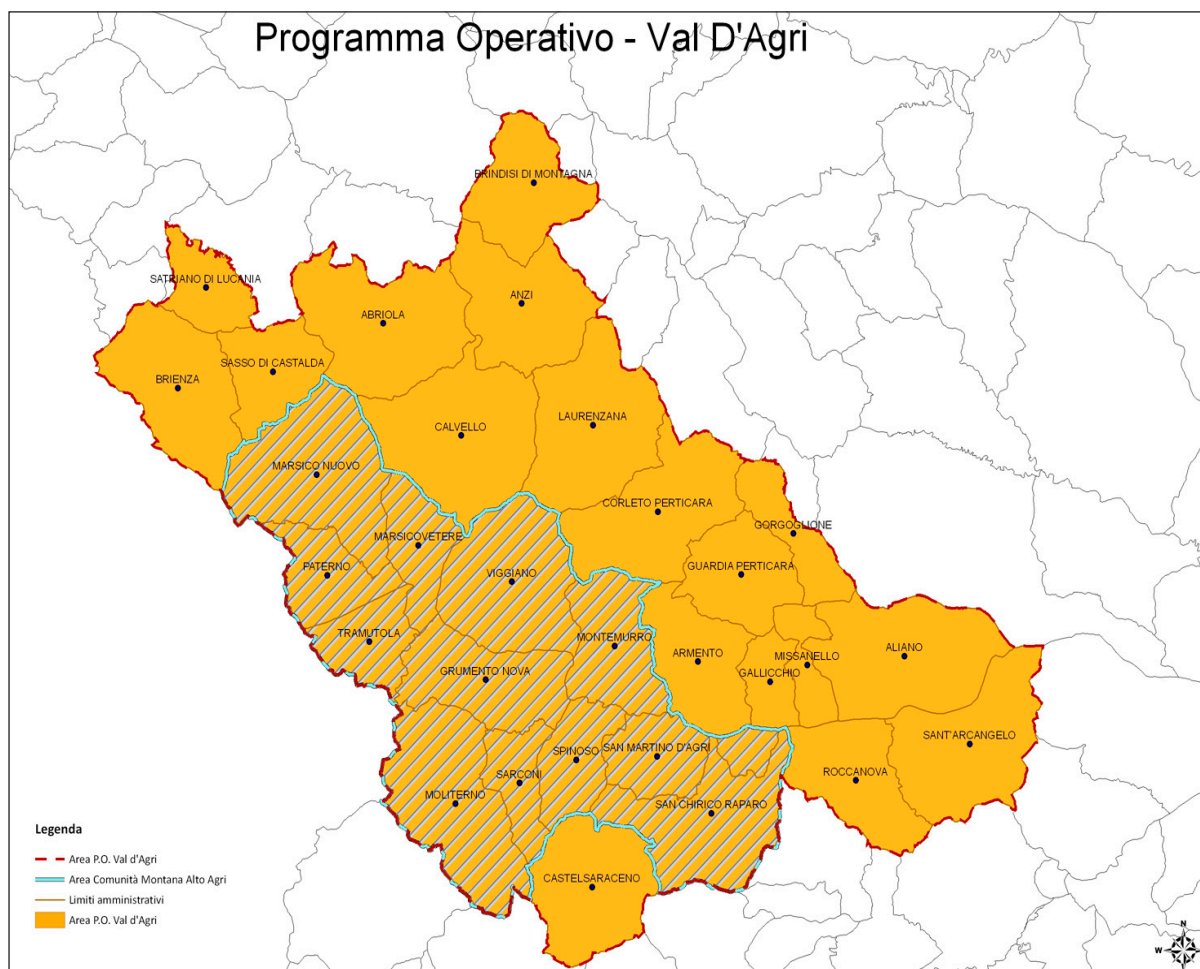 Programma Operativo - Val D'Agri
BRINDISI DI MONTAGNA
SATRIANO DI LUCANIA
ANZI
ABRIOLA
SASSO DI CASTALDA
BRIENZA
LAURENZANA
CALVELLO
MARSICO NUOVO
CORLETO PERTICARA
GORGOGLIONE
MARSICOVETERE
PATERNO
VIGGIANO
GUARDIA PERTICARA
TRAMUTOLA
MONTEMURRO
ARMENTO
MISSANELLO
ALIANO
GRUMENTO NOVA
GALLICCHIO
SPINOSO
SAN MARTINO D'AGRI
SANT'ARCANGELO
SARCONI
ROCCANOVA
MOLITERNO
SAN CHIRICO RAPARO
CASTELSARACENO
Legenda
Area P.O. Val d'Agri
Area Comunità Montana Alto Agri
Limiti amministrativi
Area P.O. Val d'Agri
N
W
E
S